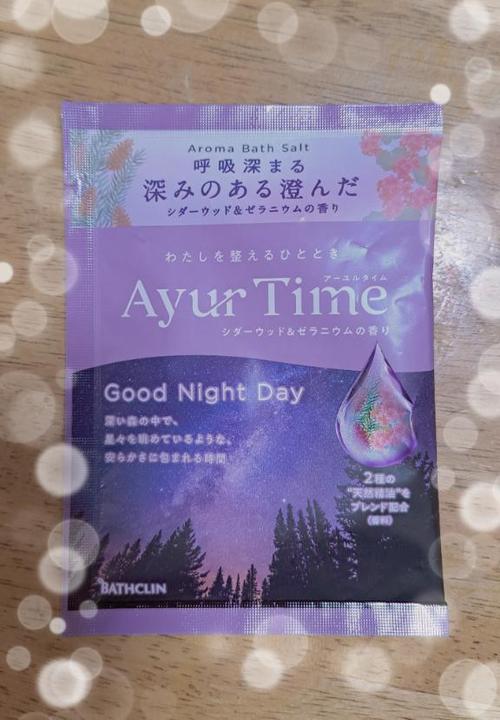 Aroma Bath Salt
呼吸深まる
深みのある澄んだ
シダーウッド&ゼラニウムの香り
わたしを整えるひととき
アーユルタイム
Ayur Time
シダーウッド&ゼラニウムの香り
Good Night Day
深い森の中で、
星々を眺めているような、
安らかさに包まれる時間
2種の
"天然精油"を
ブレンド配合
(香料)
BATHCLIN